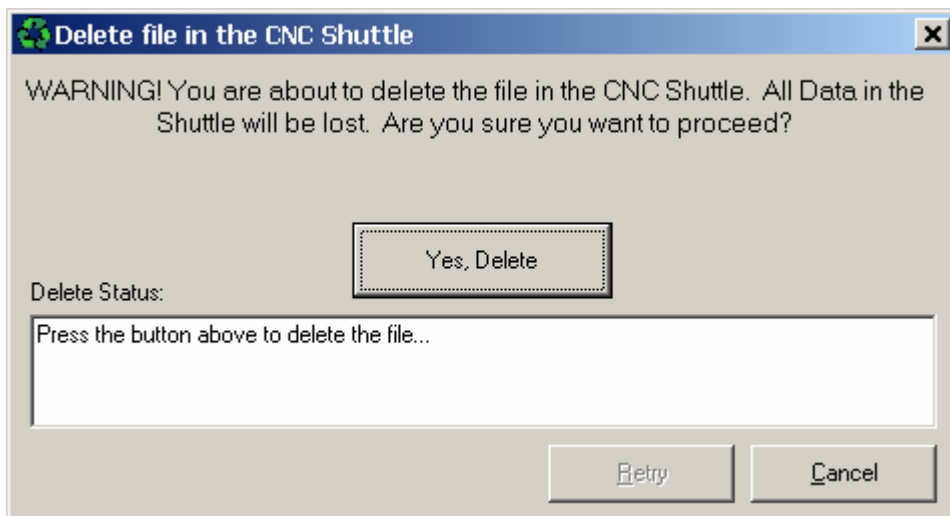 Delete file in the CNC Shuttle
WARNING! You are about to delete the file in the CNC Shuttle.  All Data in the
Shuttle will be lost.  Are you sure you want to proceed?
Yes, Delete
Delete Status:
Press the button above to delete the file...
Retry
Cancel